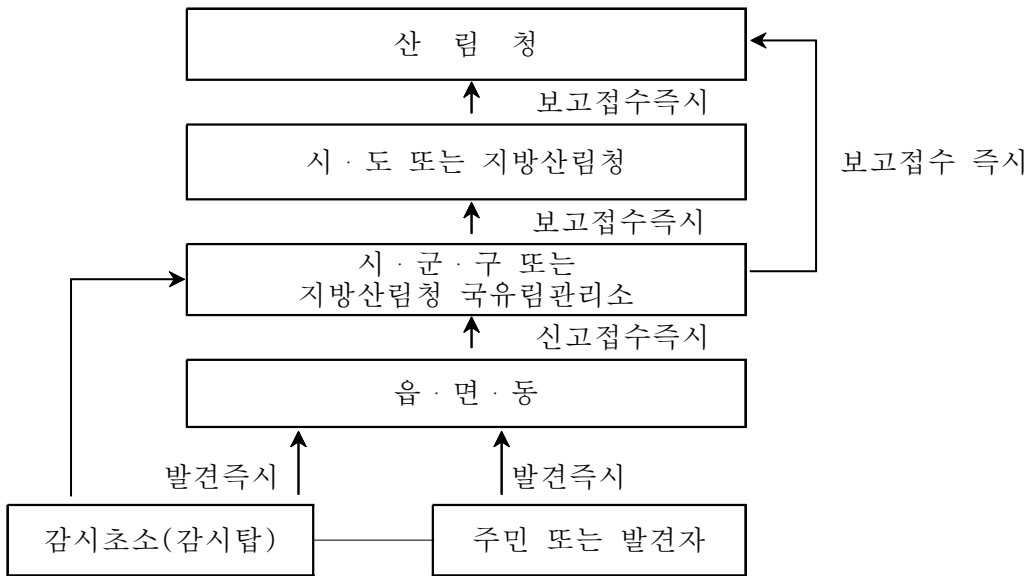 산 림 청
보고접수즉시
시 · 도 또는 지방산림청
보고접수 즉시
보고접수즉시
시 · 군 · 구 또는
지방산림청 국유림관리소
신고접수즉시
읍 · 면 · 동
발견즉시
발견즉시
감시초소(감시탑)
주민 또는 발견자